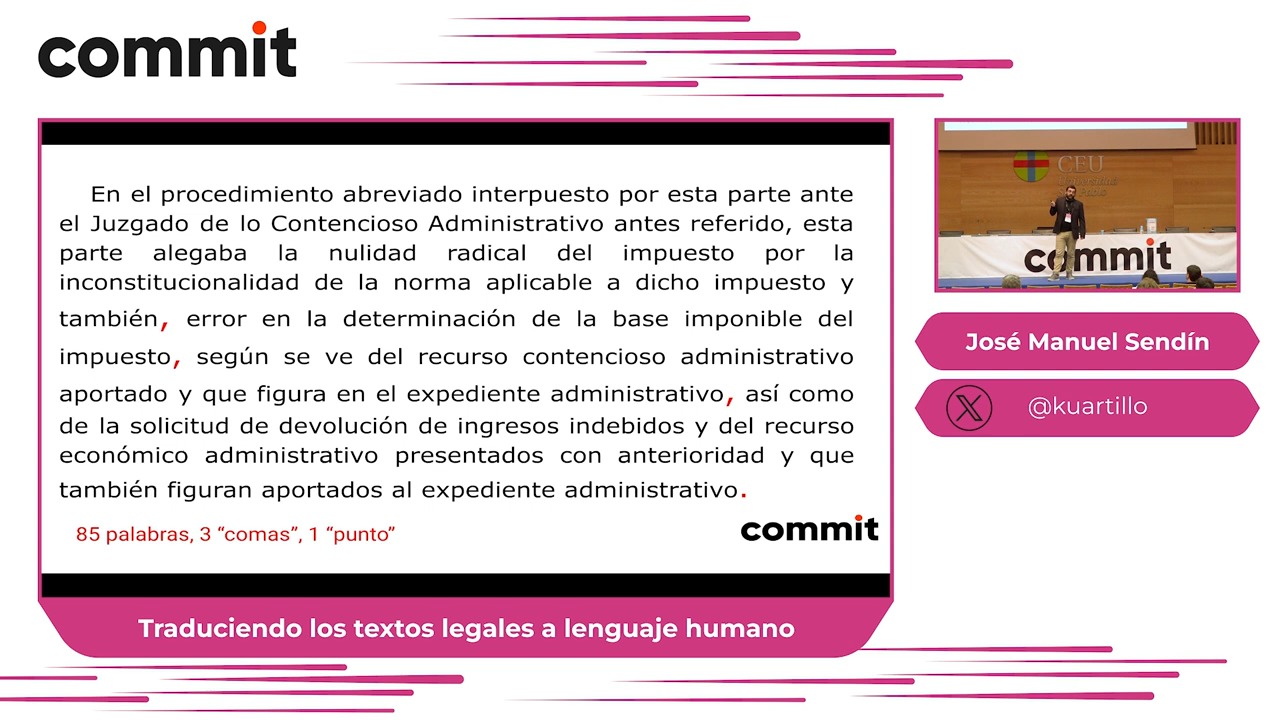 commit
En el procedimiento abreviado interpuesto por esta parte ante
el Juzgado de lo Contencioso Administrativo antes referido, esta
parte alegaba la nulidad radical del impuesto por la
inconstitucionalidad de la norma aplicable a dicho impuesto y
también, error en la determinación de la base imponible del
impuesto, según se ve del recurso contencioso administrativo
aportado y que figura en el expediente administrativo, así como
de la solicitud de devolución de ingresos indebidos y del recurso
económico administrativo presentados con anterioridad y que
también figuran aportados al expediente administrativo.
85 palabras, 3 “comas”, 1 “punto”
commit
Traduciendo los textos legales a lenguaje humano
CEU
commit
José Manuel Sendín
@kuartillo